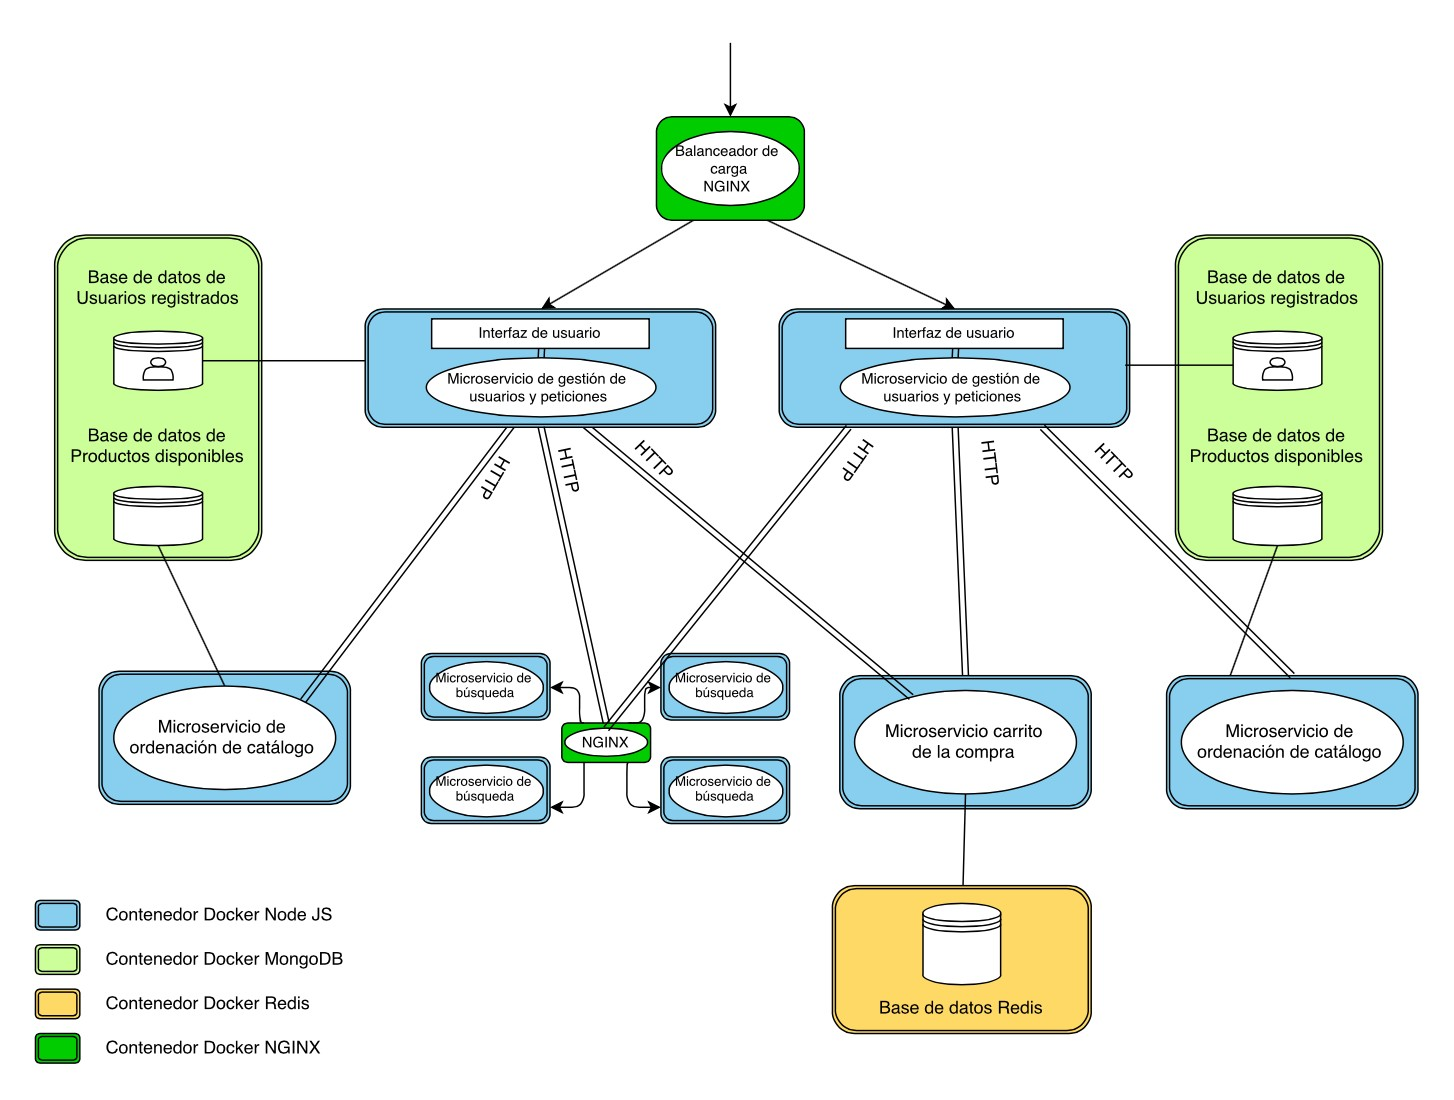 Balanceador de
carga
NGINX
Base de datos de
Usuarios registrados
Base de datos de
Productos disponibles
Interfaz de usuario
Microservicio de gestión de
usuarios y peticiones
Interfaz de usuario
Microservicio de gestión de
usuarios y peticiones
Base de datos de
Usuarios registrados
Base de datos de
Productos disponibles
HTTP
HTTP
HTTP
HTTP
HTTP
HTTP
Microservicio de
ordenación de catálogo
Microservicio de
búsqueda
Microservicio de
búsqueda
NGINX
Microservicio de
búsqueda
Microservicio de
búsqueda
Microservicio carrito
de la compra
Microservicio de
ordenación de catálogo
Base de datos Redis
Contenedor Docker Node JS
Contenedor Docker MongoDB
Contenedor Docker Redis
Contenedor Docker NGINX